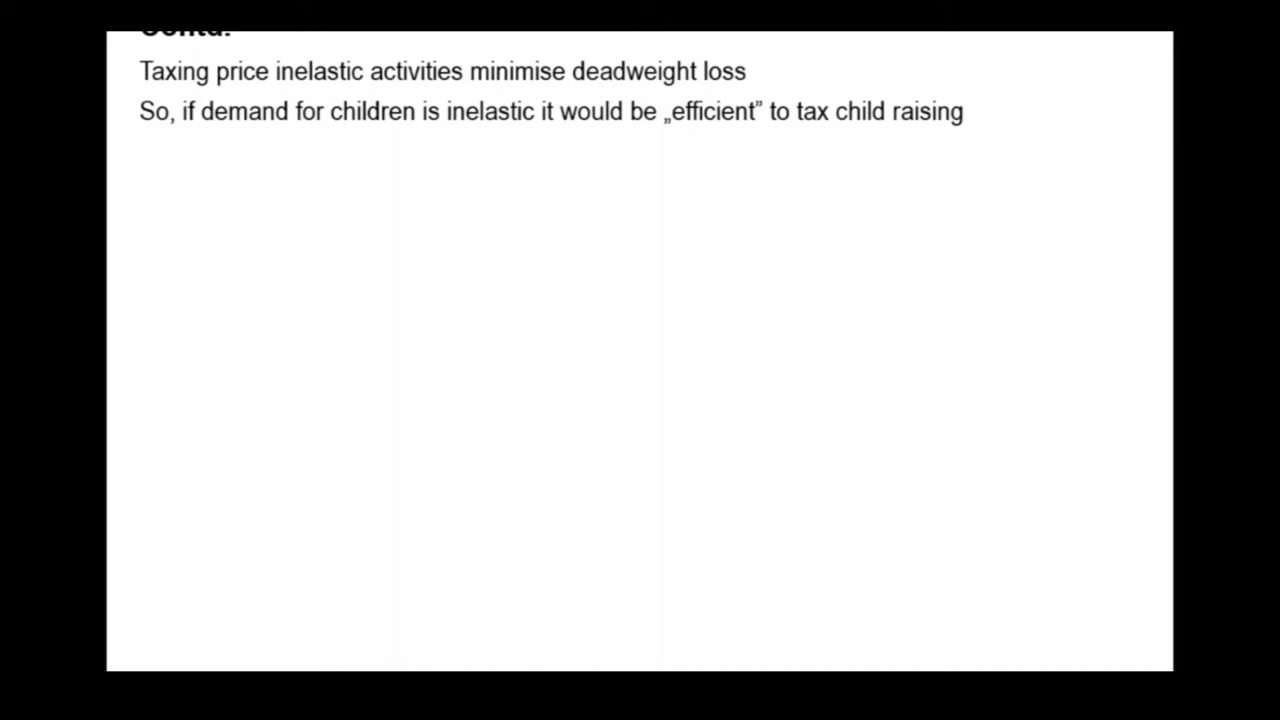 Contd.
Taxing price inelastic activities minimise deadweight loss
So, if demand for children is inelastic it would be „efficient” to tax child raising